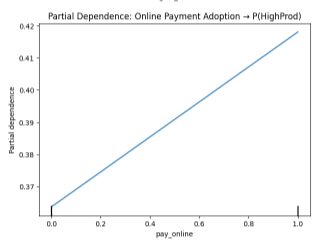 Partial Dependence: Online Payment Adoption → P(HighProd)
Partial dependence
0.42
0.41
0.40
0.39
0.38
0.37
0.0 0.2 0.4 0.6 0.8 1.0
pay_online